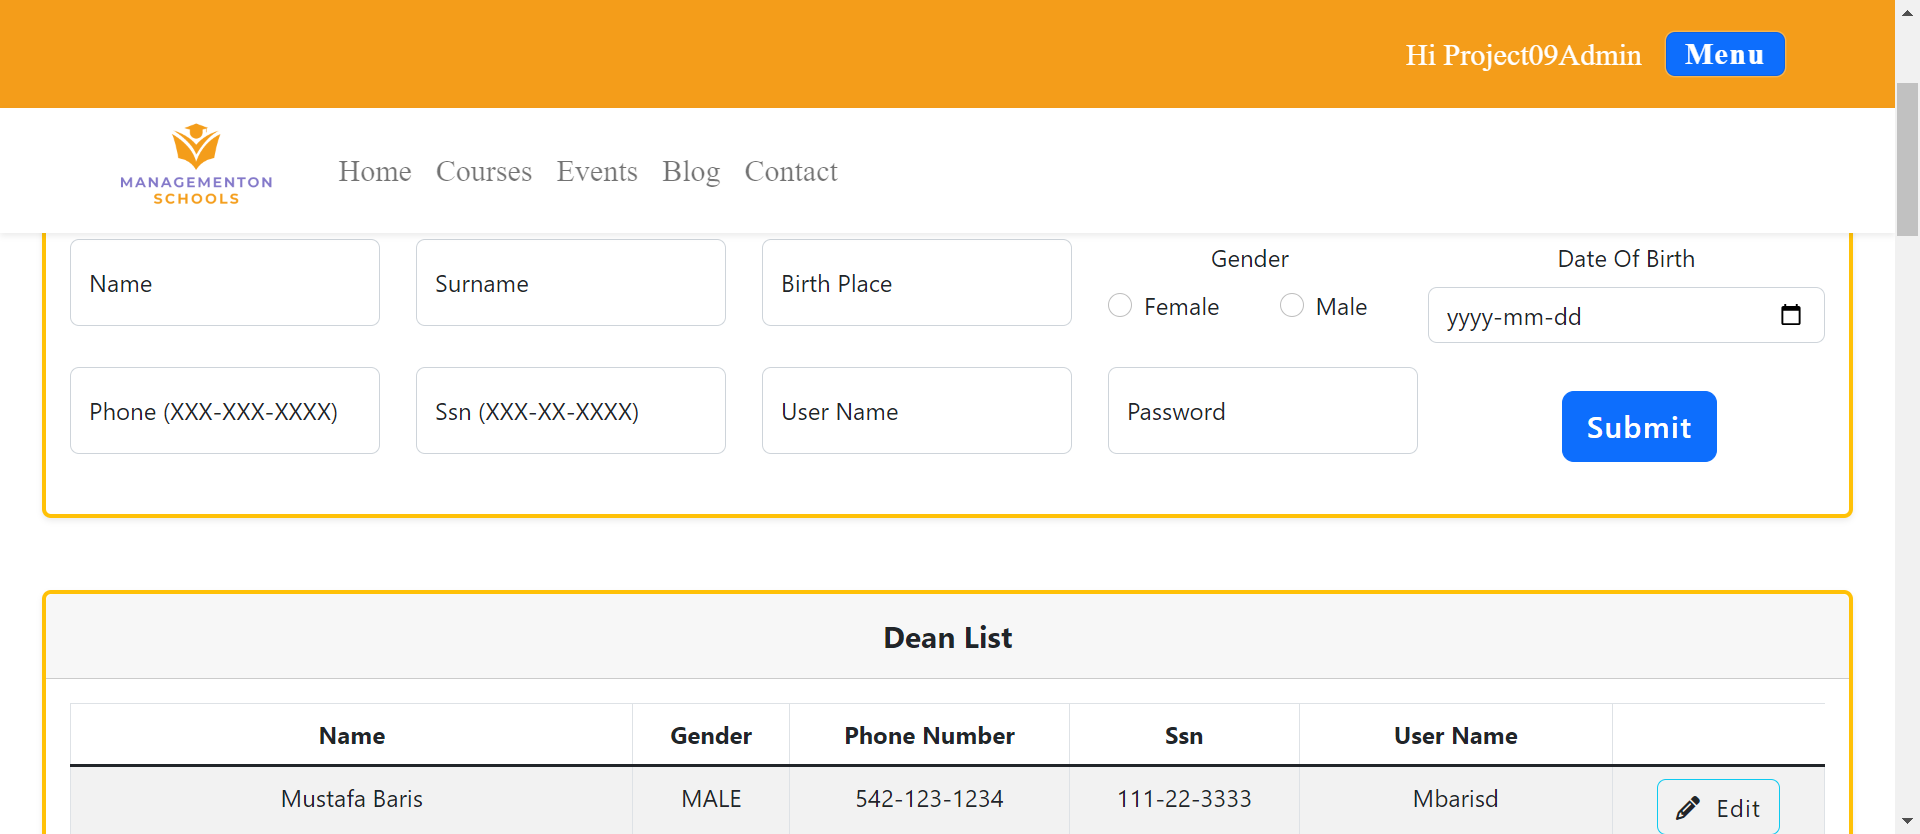 Hi Project09Admin Menu
MANAGEMENTON
SCHOOLS
Home Courses Events Blog Contact
Name Surname Birth Place Gender Female Male Date Of Birth yyyy-mm-dd
Phone (XXX-XXX-XXXX) Ssn (XXX-XX-XXXX) User Name Password Submit
Dean List
Name Gender Phone Number Ssn User Name
Mustafa Baris MALE 542-123-1234 111-22-3333 Mbarisd Edit